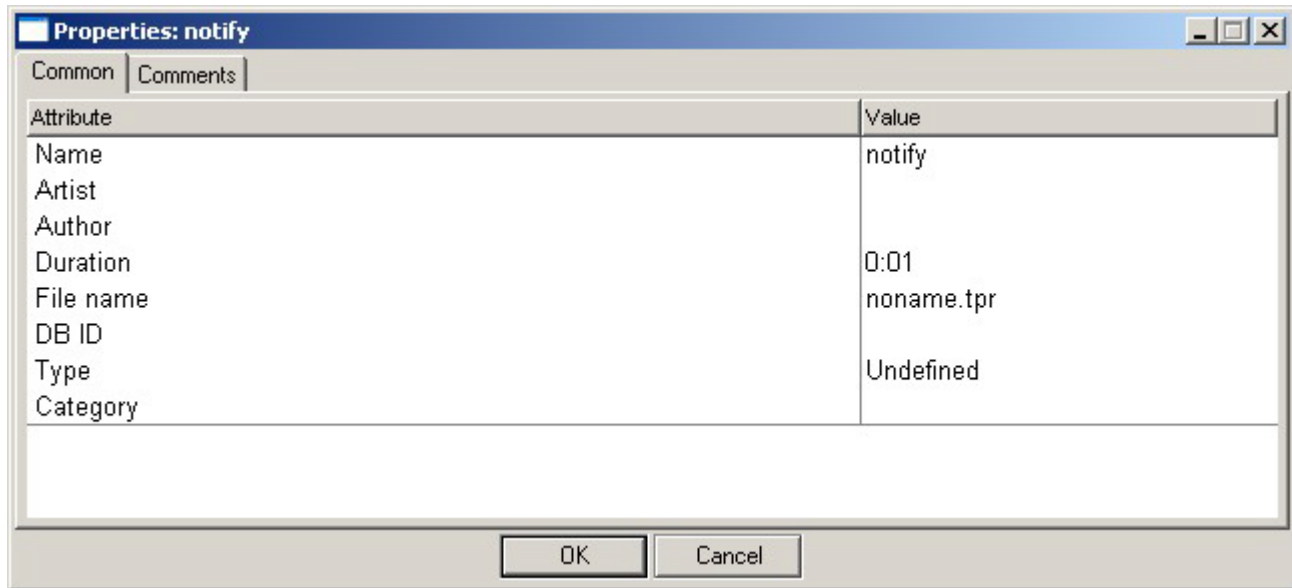 Properties: notify
Common Comments
Attribute Value
Name notify
Artist
Author
Duration 0:01
File name noname.tpr
DB ID
Type Undefined
Category
OK Cancel